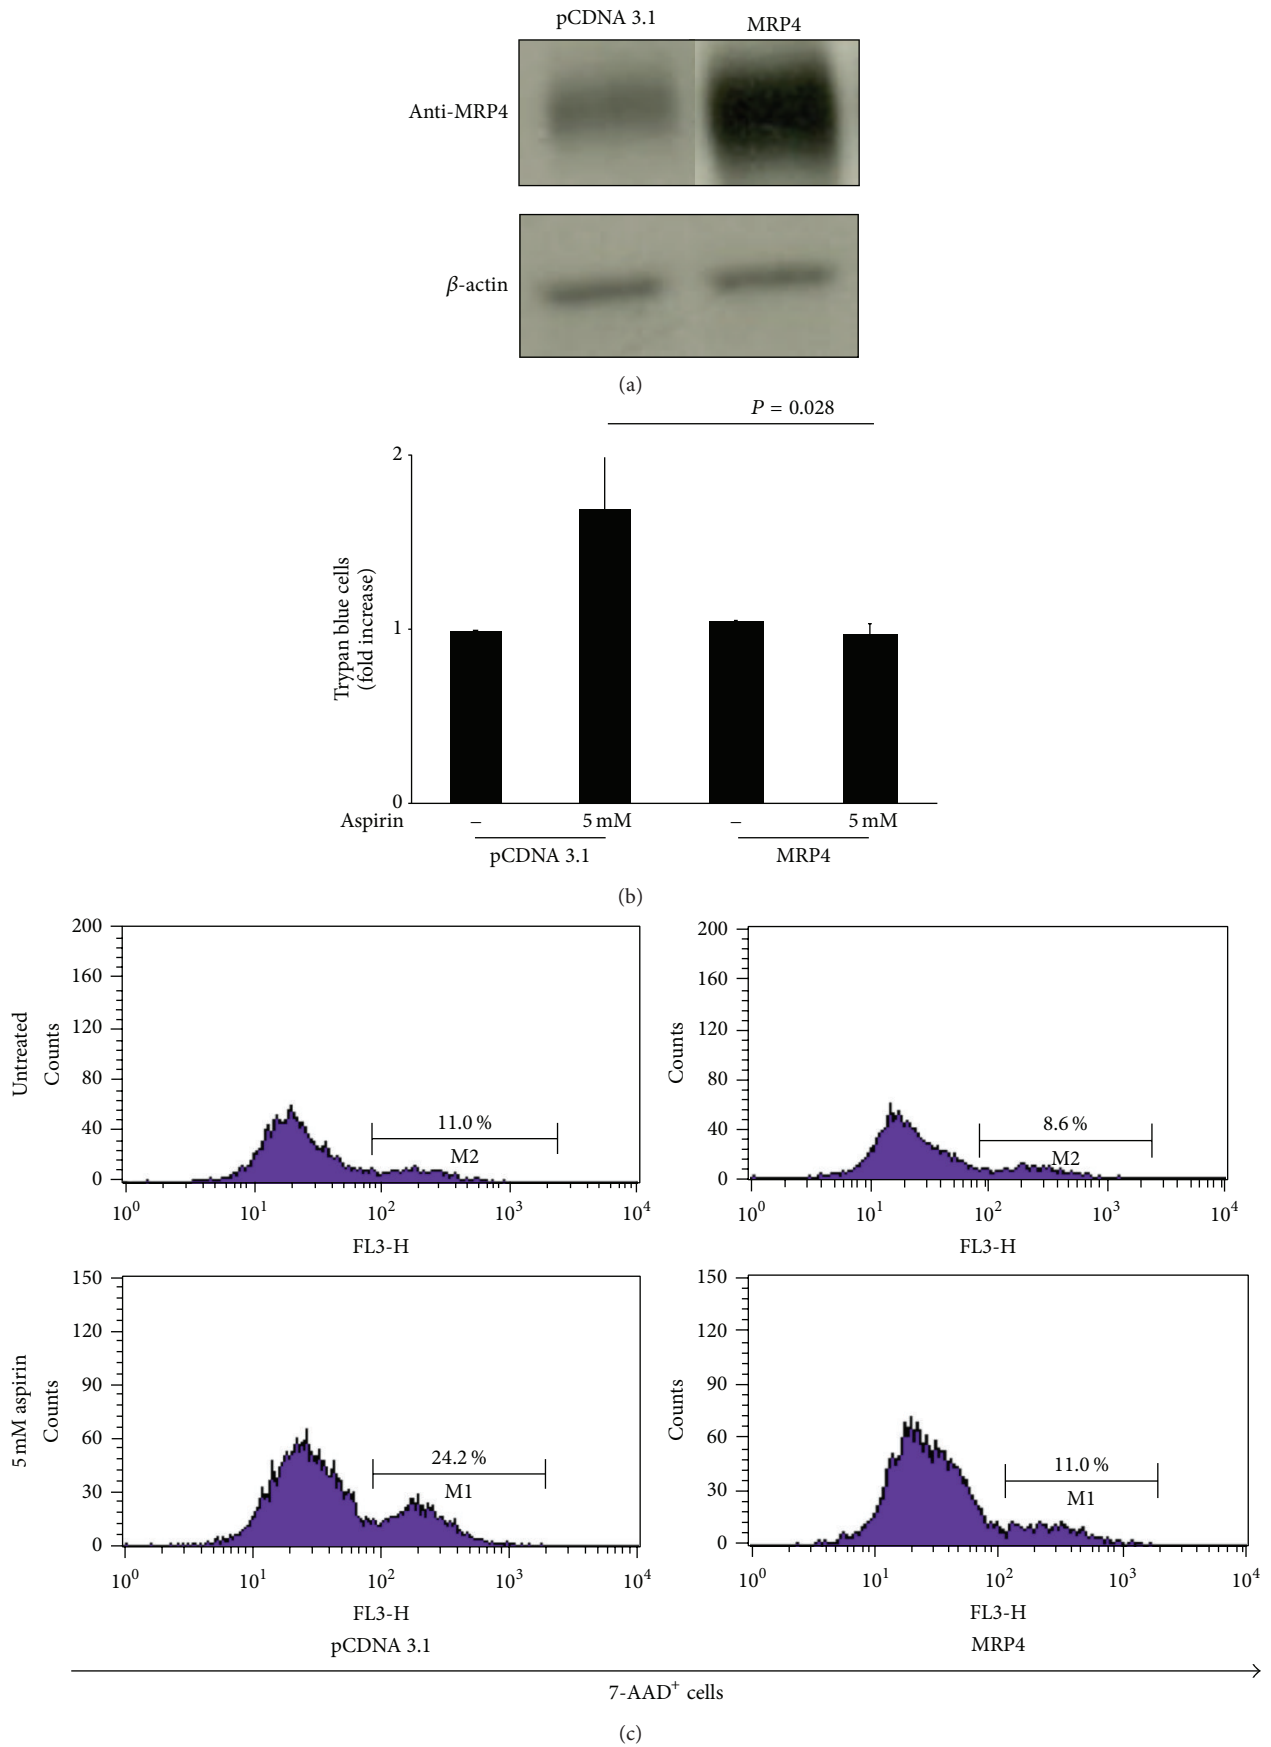 pCDNA 3.1 MRP4
Anti-MRP4
β-actin
(a)
P = 0.028
2
1
0
Trypan blue cells
(fold increase)
Aspirin – 5 mM – 5 mM
pCDNA 3.1 MRP4
(b)
Untreated
Counts
200
160
120
80
40
0
11.0 %
M2
10⁰ 10¹ 10² 10³ 10⁴
FL3-H
Counts
200
160
120
80
40
0
8.6 %
M2
10⁰ 10¹ 10² 10³ 10⁴
FL3-H
5 mM aspirin
Counts
150
120
90
60
30
0
24.2 %
M1
10⁰ 10¹ 10² 10³ 10⁴
FL3-H
pCDNA 3.1
Counts
150
120
90
60
30
0
11.0 %
M1
10⁰ 10¹ 10² 10³ 10⁴
FL3-H
MRP4
7-AAD⁺ cells
(c)